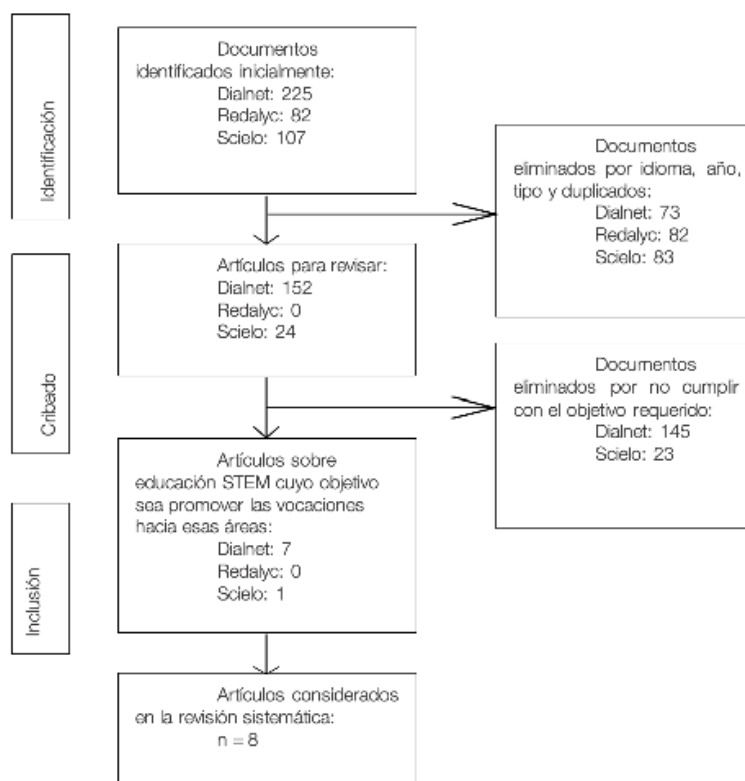 Identificación
Documentos
identificados inicialmente:
Dialnet: 225
Redalyc: 82
Scielo: 107
Documentos
eliminados por idioma, año,
tipo y duplicados:
Dialnet: 73
Redalyc: 82
Scielo: 83
Cribado
Artículos para revisar:
Dialnet: 152
Redalyc: 0
Scielo: 24
Documentos
eliminados por no cumplir
con el objetivo requerido:
Dialnet: 145
Scielo: 23
Inclusión
Artículos sobre
educación STEM cuyo objetivo
sea promover las vocaciones
hacia esas áreas:
Dialnet: 7
Redalyc: 0
Scielo: 1
Artículos considerados
en la revisión sistemática:
n = 8